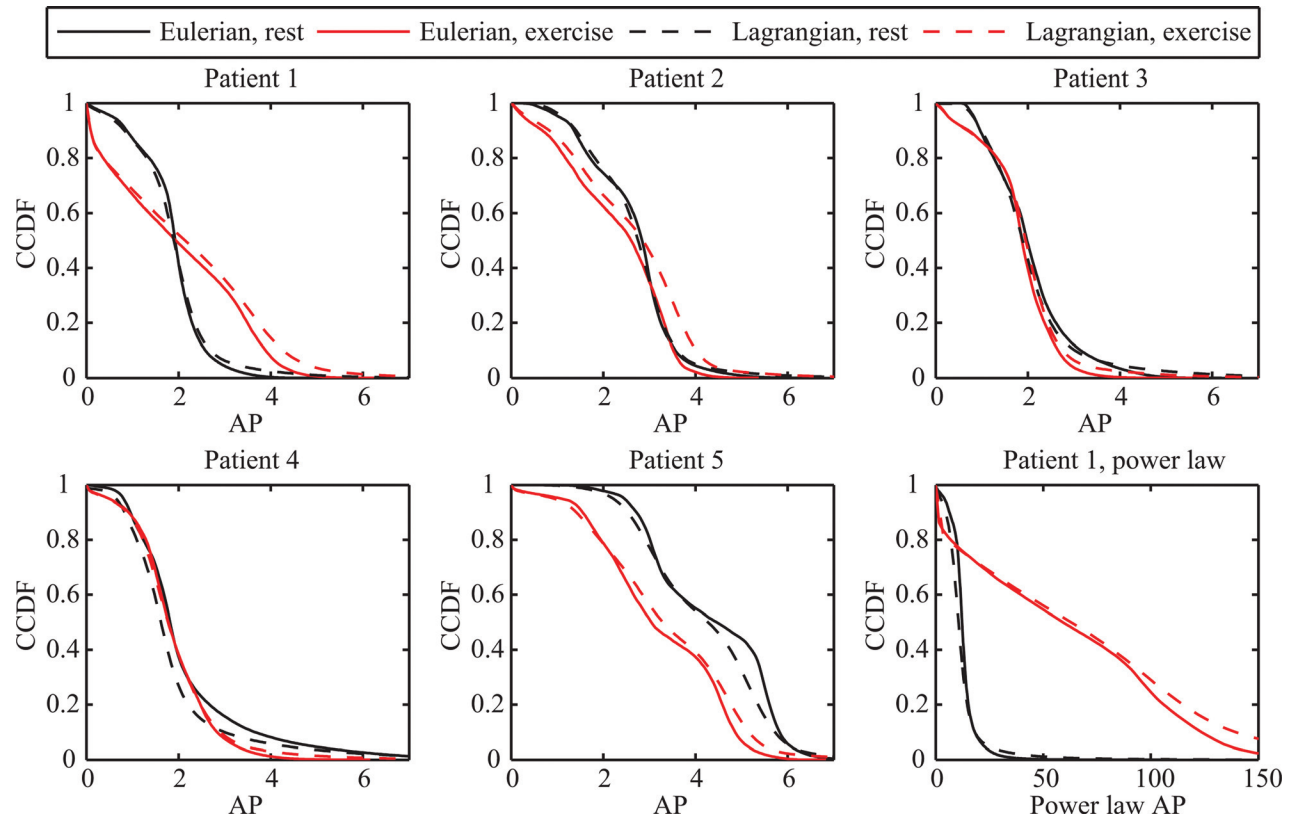 Eulerian, rest Eulerian, exercise Lagrangian, rest Lagrangian, exercise
Patient 1 Patient 2 Patient 3
1 0.8 0.6 0.4 0.2 0
CCDF
0 2 4 6
AP
1 0.8 0.6 0.4 0.2 0
CCDF
0 2 4 6
AP
1 0.8 0.6 0.4 0.2 0
CCDF
0 2 4 6
AP
Patient 4 Patient 5 Patient 1, power law
1 0.8 0.6 0.4 0.2 0
CCDF
0 2 4 6
AP
1 0.8 0.6 0.4 0.2 0
CCDF
0 2 4 6
AP
1 0.8 0.6 0.4 0.2 0
CCDF
0 50 100 150
Power law AP